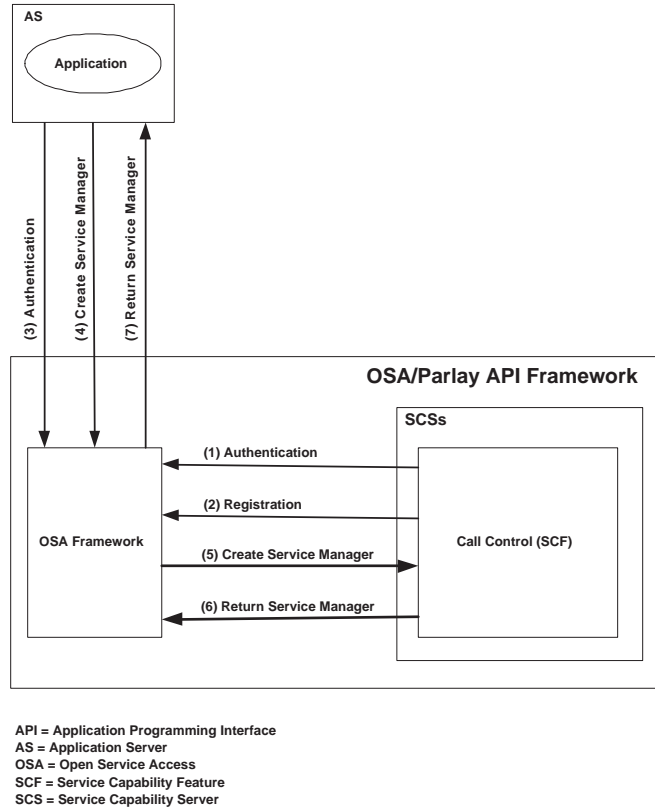 AS
Application
(3) Authentication
(4) Create Service Manager
(7) Return Service Manager
OSA/Parlay API Framework
SCSs
(1) Authentication
(2) Registration
OSA Framework
Call Control (SCF)
(5) Create Service Manager
(6) Return Service Manager
API = Application Programming Interface
AS = Application Server
OSA = Open Service Access
SCF = Service Capability Feature
SCS = Service Capability Server